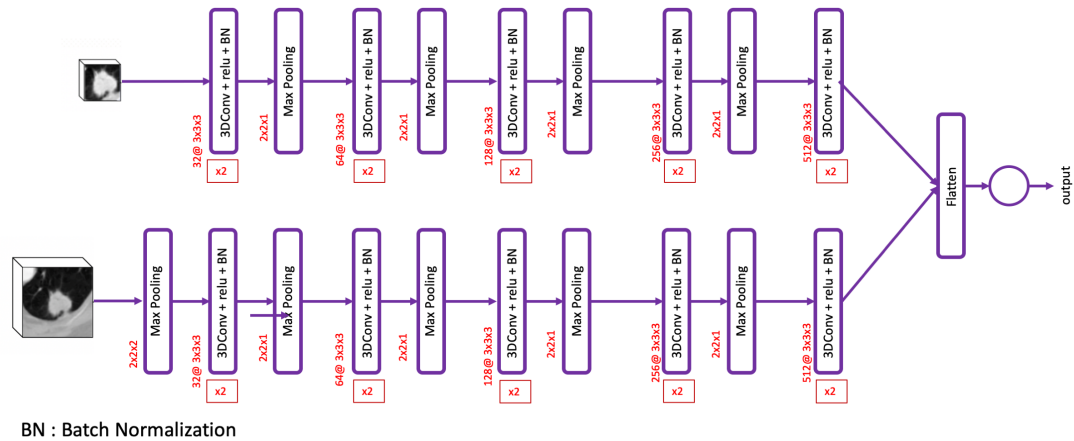 3DConv + relu + BN
32@ 3x3x3
x2
Max Pooling
2x2x1
3DConv + relu + BN
64@ 3x3x3
x2
Max Pooling
2x2x1
3DConv + relu + BN
128@ 3x3x3
x2
Max Pooling
2x2x1
3DConv + relu + BN
256@ 3x3x3
x2
Max Pooling
2x2x1
3DConv + relu + BN
512@ 3x3x3
x2
Flatten
output
Max Pooling
2x2x2
3DConv + relu + BN
32@ 3x3x3
x2
Max Pooling
2x2x1
3DConv + relu + BN
64@ 3x3x3
x2
Max Pooling
2x2x1
3DConv + relu + BN
128@ 3x3x3
x2
Max Pooling
2x2x1
3DConv + relu + BN
256@ 3x3x3
x2
Max Pooling
2x2x1
3DConv + relu + BN
512@ 3x3x3
x2
BN : Batch Normalization